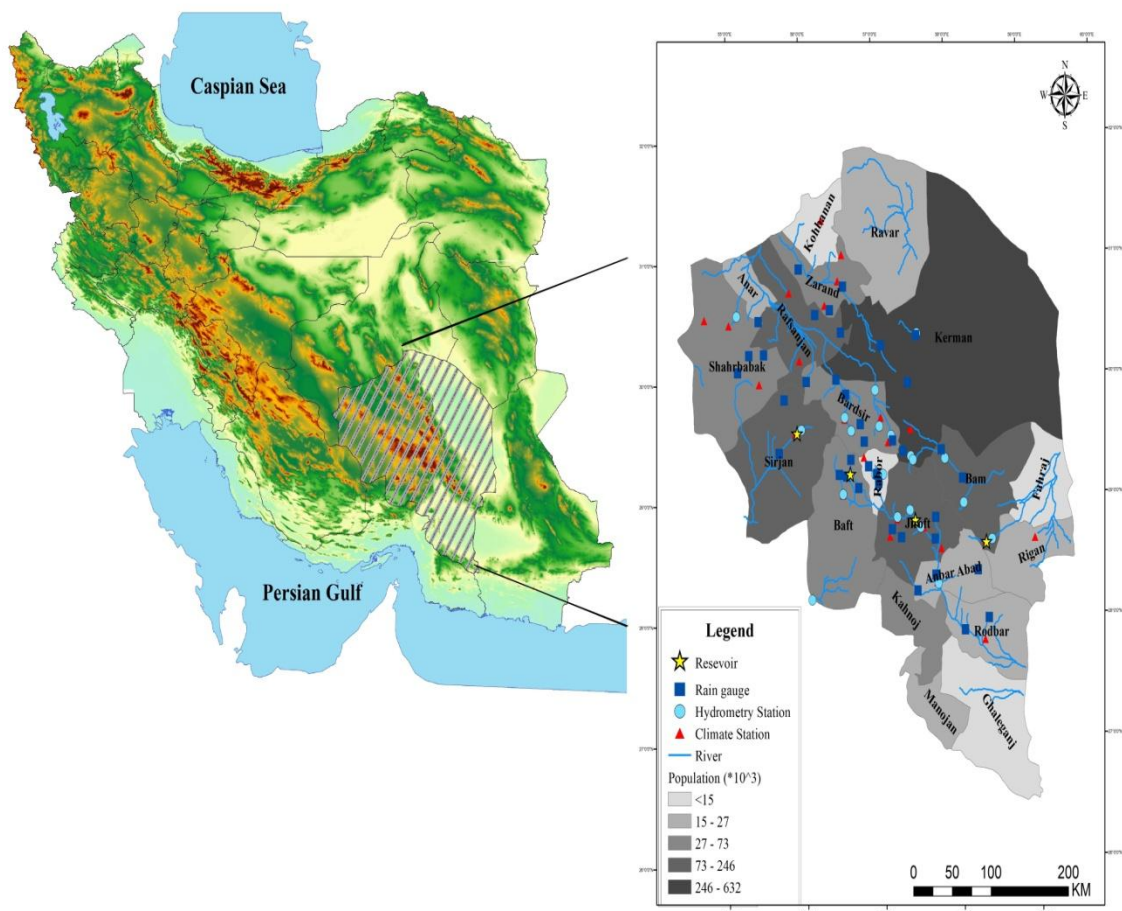 Caspian Sea
Persian Gulf
N
W E
S
Kohbanan
Ravar
Anar
Zarand
Rafsanjan
Kerman
Shahrbabak
Bardsir
Sirjan
Rabor
Bam
Fahraj
Baft
Jiroft
Rigan
Anbar Abad
Kahnoj
Rodbar
Manojan
Ghaleganj
Legend
Resevoir
Rain gauge
Hydrometry Station
Climate Station
River
Population (*10^3)
<15
15 - 27
27 - 73
73 - 246
246 - 632
0 50 100 200
KM